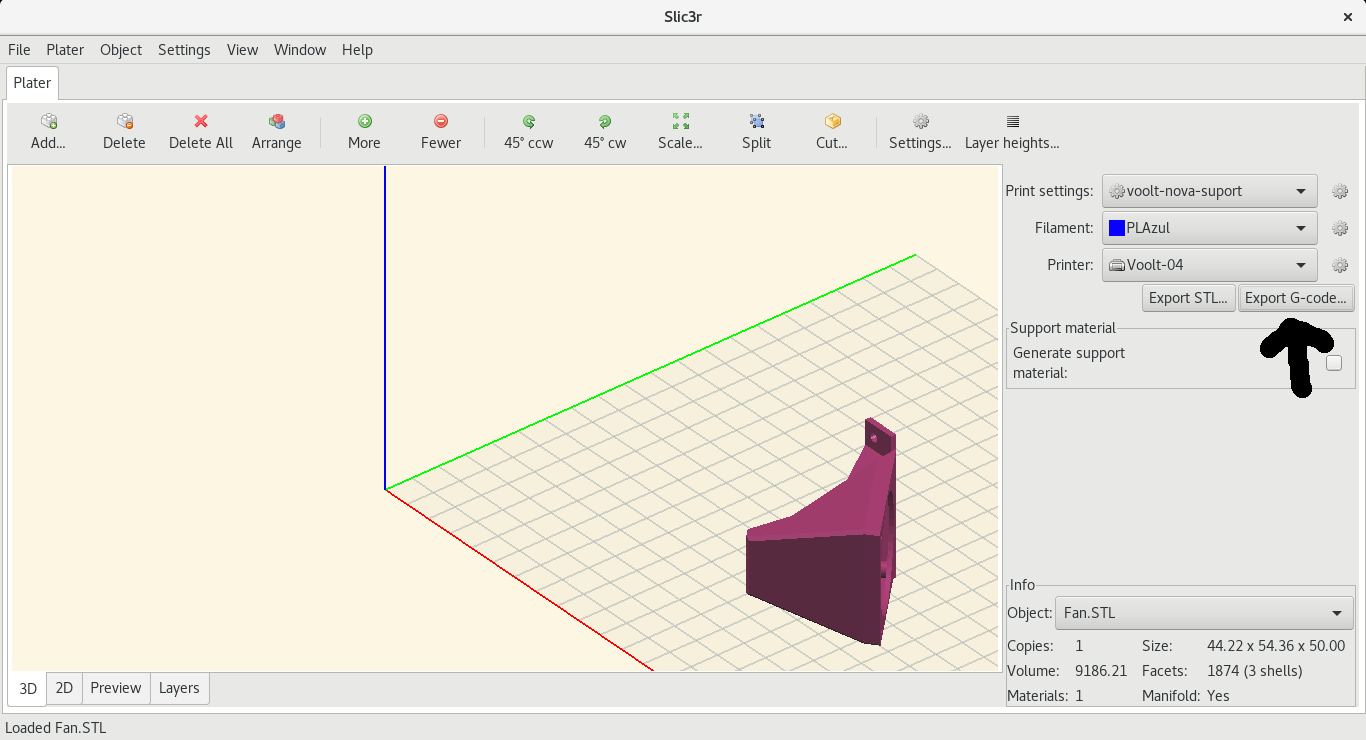 Slic3r
File Plater Object Settings View Window Help
Plater
Add... Delete Delete All Arrange More Fewer 45° ccw 45° cw Scale... Split Cut... Settings... Layer heights...
Print settings: voolt-nova-suport
Filament: PLAzul
Printer: Voolt-04
Export STL... Export G-code...
Support material
Generate support
material:
Info
Object: Fan.STL
Copies: 1 Size: 44.22 x 54.36 x 50.00
Volume: 9186.21 Facets: 1874 (3 shells)
Materials: 1 Manifold: Yes
3D 2D Preview Layers
Loaded Fan.STL